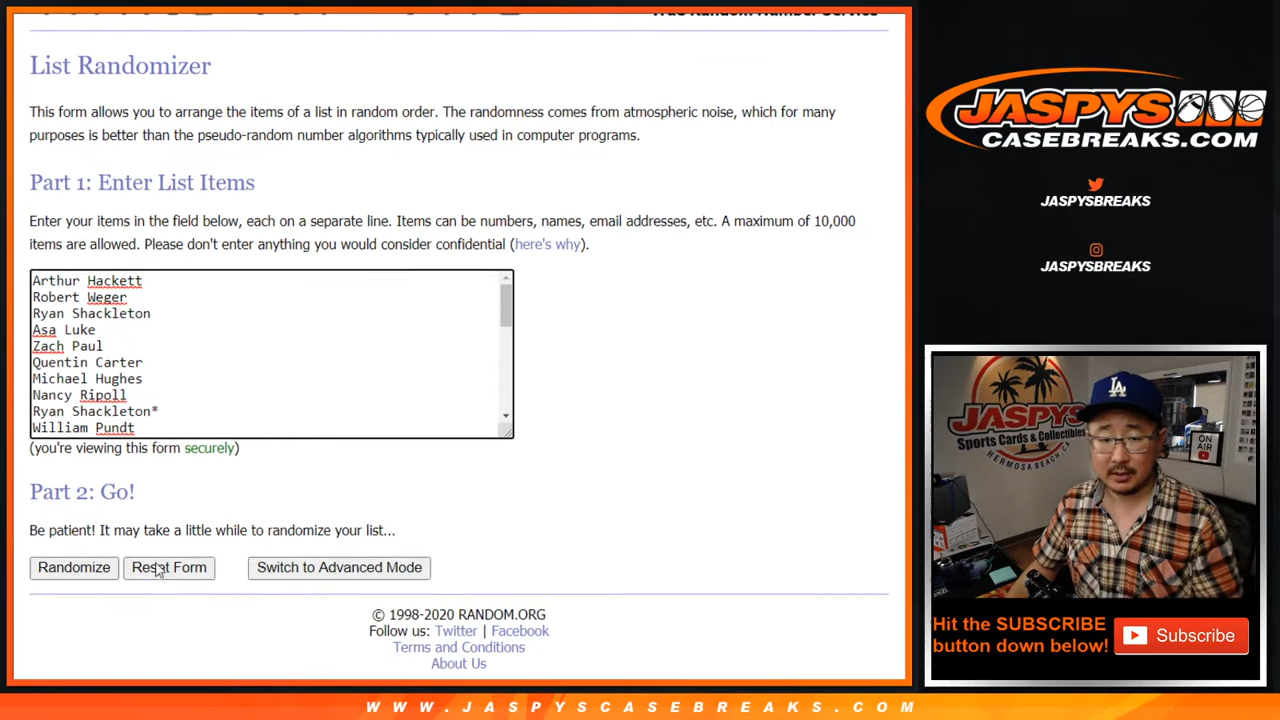 True Random Number Service
List Randomizer
This form allows you to arrange the items of a list in random order. The randomness comes from atmospheric noise, which for many
purposes is better than the pseudo-random number algorithms typically used in computer programs.
Part 1: Enter List Items
Enter your items in the field below, each on a separate line. Items can be numbers, names, email addresses, etc. A maximum of 10,000
items are allowed. Please don't enter anything you would consider confidential (here's why).
Arthur Hackett
Robert Weger
Ryan Shackleton
Asa Luke
Zach Paul
Quentin Carter
Michael Hughes
Nancy Ripoll
Ryan Shackleton*
William Pundt
(you're viewing this form securely)
Part 2: Go!
Be patient! It may take a little while to randomize your list...
Randomize
Reset Form
Switch to Advanced Mode
© 1998-2020 RANDOM.ORG
Follow us: Twitter | Facebook
Terms and Conditions
About Us
JASPYS
CASEBREAKS.COM
JASPYSBREAKS
JASPYSBREAKS
JASPYS
Sports Cards & Collectibles
HERMOSA BEACH, CA
LA
ON
AIR
Hit the SUBSCRIBE
button down below!
Subscribe
WWW.JASPYSCASEBREAKS.COM